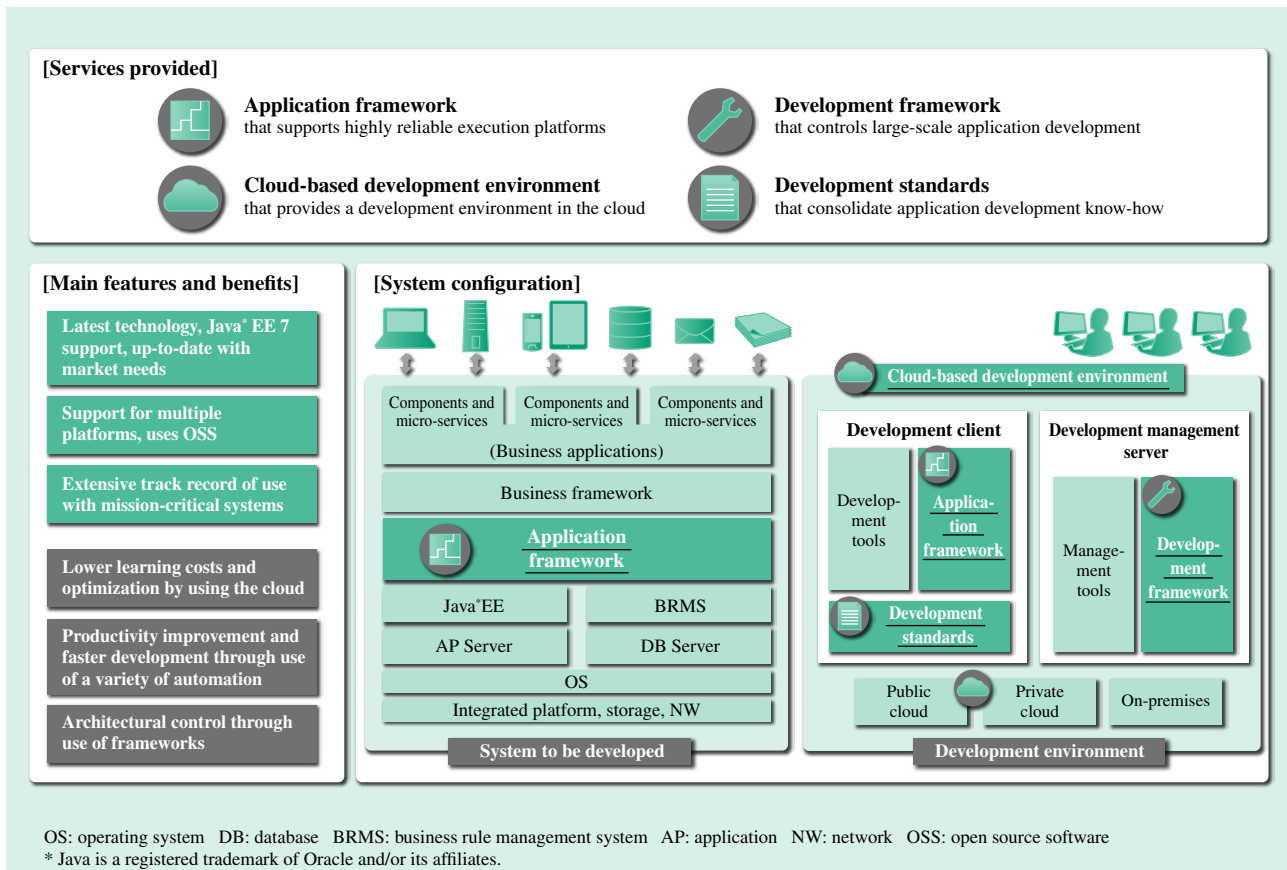 [Services provided]
Application framework
that supports highly reliable execution platforms
Development framework
that controls large-scale application development
Cloud-based development environment
that provides a development environment in the cloud
Development standards
that consolidate application development know-how
[Main features and benefits]
Latest technology, Java* EE 7
support, up-to-date with
market needs
Support for multiple
platforms, uses OSS
Extensive track record of use
with mission-critical systems
Lower learning costs and
optimization by using the cloud
Productivity improvement and
faster development through use
of a variety of automation
Architectural control through
use of frameworks
[System configuration]
Components and
micro-services
Components and
micro-services
Components and
micro-services
(Business applications)
Business framework
Application
framework
Java*EE
BRMS
AP Server
DB Server
OS
Integrated platform, storage, NW
System to be developed
Cloud-based development environment
Development client
Develop-
ment
tools
Applica-
tion
framework
Development
standards
Development management
server
Manage-
ment
tools
Develop-
ment
framework
Public
cloud
Private
cloud
On-premises
Development environment
OS: operating system DB: database BRMS: business rule management system AP: application NW: network OSS: open source software
* Java is a registered trademark of Oracle and/or its affiliates.